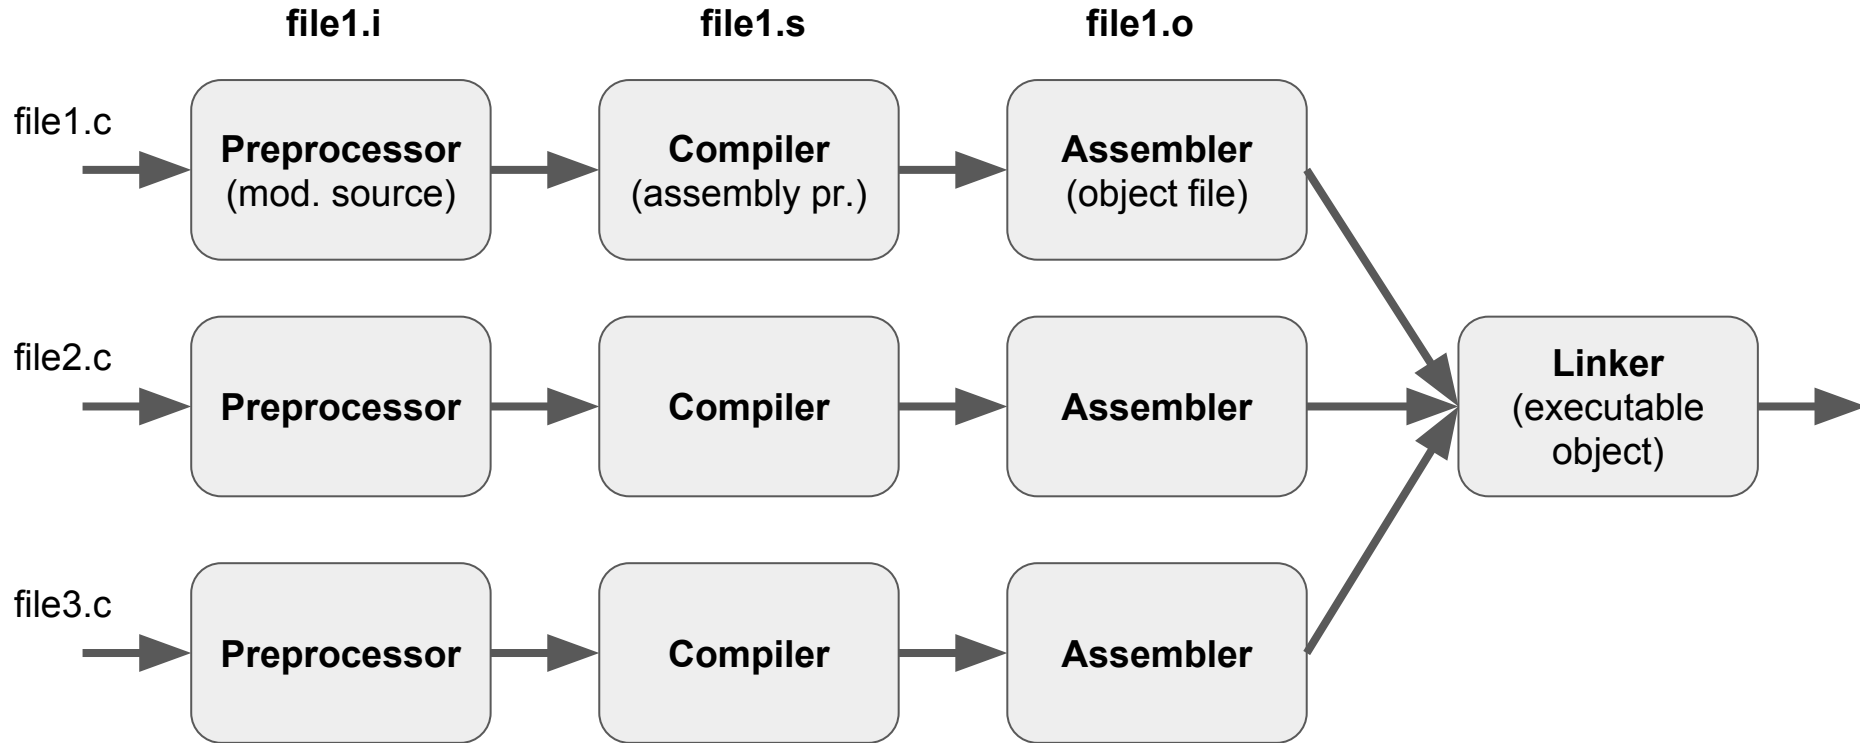 file1.i
file1.s
file1.o
file1.c
Preprocessor
(mod. source)
Compiler
(assembly pr.)
Assembler
(object file)
file2.c
Preprocessor
Compiler
Assembler
Linker
(executable
object)
file3.c
Preprocessor
Compiler
Assembler